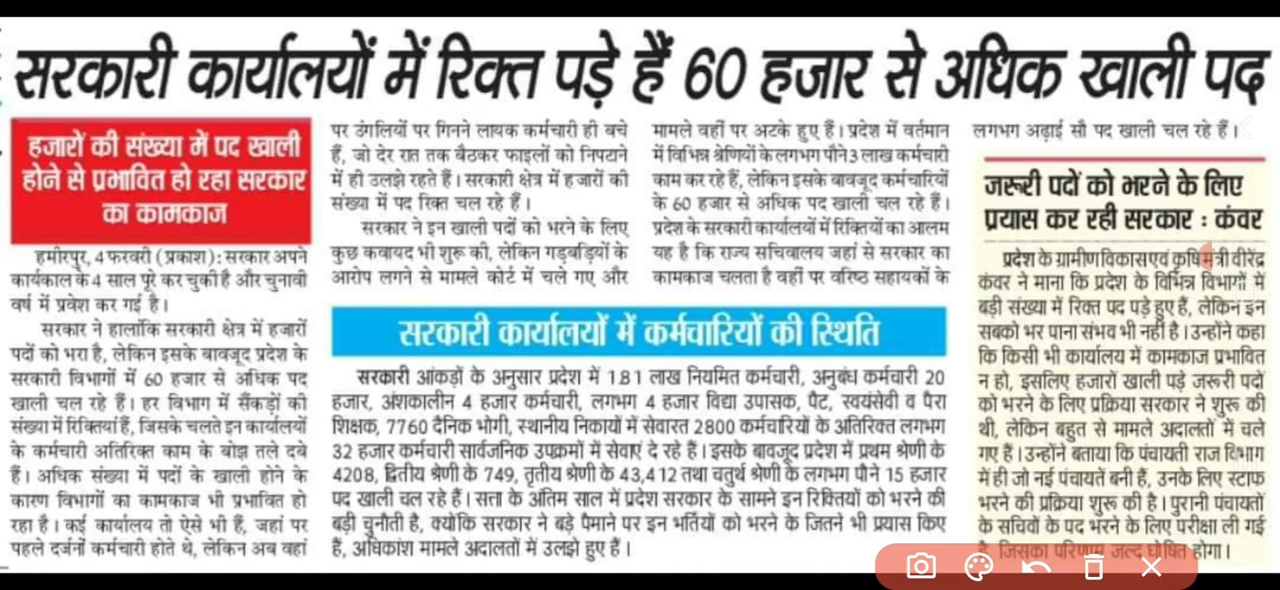 सरकारी कार्यालयों में रिक्त पड़े हैं 60 हजार से अधिक खाली पद
हजारों की संख्या में पद खाली
होने से प्रभावित हो रहा सरकार
का कामकाज
हमीरपुर, 4 फरवरी (प्रकाश) : सरकार अपने
कार्यकाल के 4 साल पूरे कर चुकी है और चुनावी
वर्ष में प्रवेश कर गई है।
सरकार ने हालांकि सरकारी क्षेत्र में हजारों
पदों को भरा है, लेकिन इसके बावजूद प्रदेश के
सरकारी विभागों में 60 हजार से अधिक पद
खाली चल रहे हैं। हर विभाग में सैंकड़ों की
संख्या में रिक्तियां हैं, जिसके चलते इन कार्यालयों
के कर्मचारी अतिरिक्त काम के बोझ तले दबे
हैं। अधिक संख्या में पदों के खाली होने के
कारण विभागों का कामकाज भी प्रभावित हो
रहा है। कई कार्यालय तो ऐसे भी हैं, जहां पर
पहले दर्जनों कर्मचारी होते थे, लेकिन अब वहां
पर उंगलियों पर गिनने लायक कर्मचारी ही बचे
हैं, जो देर रात तक बैठकर फाइलों को निपटाने
में ही उलझे रहते हैं। सरकारी क्षेत्र में हजारों की
संख्या में पद रिक्त चल रहे हैं।
सरकार ने इन खाली पदों को भरने के लिए
कुछ कवायद भी शुरू की, लेकिन गड़बड़ियों के
आरोप लगने से मामले कोर्ट में चले गए और
मामले वहीं पर अटके हुए हैं। प्रदेश में वर्तमान
में विभिन्न श्रेणियों के लगभग पौने 3 लाख कर्मचारी
काम कर रहे हैं, लेकिन इसके बावजूद कर्मचारियों
के 60 हजार से अधिक पद खाली चल रहे हैं।
प्रदेश के सरकारी कार्यालयों में रिक्तियों का आलम
यह है कि राज्य सचिवालय जहां से सरकार का
कामकाज चलता है वहीं पर वरिष्ठ सहायकों के
लगभग अढ़ाई सौ पद खाली चल रहे हैं।
सरकारी कार्यालयों में कर्मचारियों की स्थिति
सरकारी आंकड़ों के अनुसार प्रदेश में 1.81 लाख नियमित कर्मचारी, अनुबंध कर्मचारी 20
हजार, अंशकालीन 4 हजार कर्मचारी, लगभग 4 हजार विद्या उपासक, पैट, स्वयंसेवी व पैरा
शिक्षक, 7760 दैनिक भोगी, स्थानीय निकायों में सेवारत 2800 कर्मचारियों के अतिरिक्त लगभग
32 हजार कर्मचारी सार्वजनिक उपक्रमों में सेवाएं दे रहे हैं। इसके बावजूद प्रदेश में प्रथम श्रेणी के
4208, द्वितीय श्रेणी के 749, तृतीय श्रेणी के 43,412 तथा चतुर्थ श्रेणी के लगभग पौने 15 हजार
पद खाली चल रहे हैं। सत्ता के अंतिम साल में प्रदेश सरकार के सामने इन रिक्तियों को भरने की
बड़ी चुनौती है, क्योंकि सरकार ने बड़े पैमाने पर इन भर्तियों को भरने के जितने भी प्रयास किए
हैं, अधिकांश मामले अदालतों में उलझे हुए हैं।
जरूरी पदों को भरने के लिए
प्रयास कर रही सरकार : कंवर
प्रदेश के ग्रामीण विकास एवं कृषि मंत्री वीरेंद्र
कंवर ने माना कि प्रदेश के विभिन्न विभागों में
बड़ी संख्या में रिक्त पद पड़े हुए हैं, लेकिन इन
सबको भर पाना संभव भी नहीं है। उन्होंने कहा
कि किसी भी कार्यालय में कामकाज प्रभावित
न हो, इसलिए हजारों खाली पड़े जरूरी पदों
को भरने के लिए प्रक्रिया सरकार ने शुरू की
थी, लेकिन बहुत से मामले अदालतों में चले
गए हैं। उन्होंने बताया कि पंचायती राज विभाग
में ही जो नई पंचायतें बनी हैं, उनके लिए स्टाफ
भरने की प्रक्रिया शुरू की है। पुरानी पंचायतों
के सचिवों के पद भरने के लिए परीक्षा ली गई
है, जिसका परिणाम जल्द घोषित होगा।